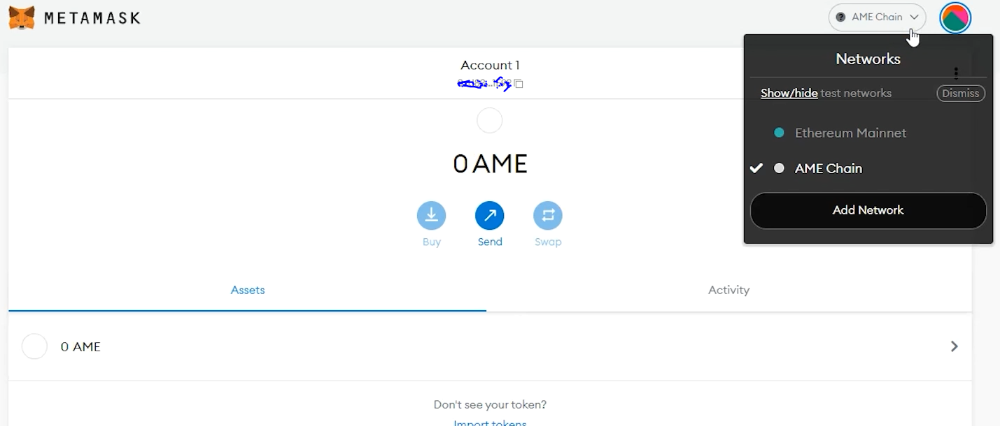 METAMASK
AME Chain
Account 1
Networks
Show/hide test networks
Dismiss
Ethereum Mainnet
AME Chain
Add Network
0 AME
Buy
Send
Swap
Assets
Activity
0 AME
Don't see your token?
Import tokens